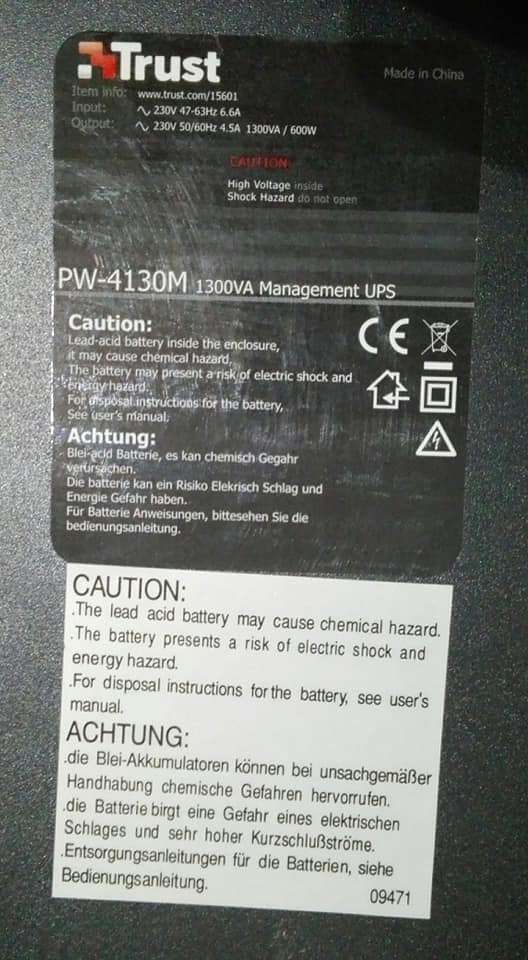 Trust
Made in China
Item info: www.trust.com/15601
Input: ∿ 230V 47-63Hz 6.6A
Output: ∿ 230V 50/60Hz 4.5A 1300VA / 600W
CAUTION:
High Voltage inside
Shock Hazard do not open
PW-4130M 1300VA Management UPS
Caution:
Lead-acid battery inside the enclosure,
it may cause chemical hazard.
The battery may present a risk of electric shock and
energy hazard.
For disposal instructions for the battery,
See user's manual.
CE
Achtung:
Blei-acid Batterie, es kan chemisch Gegahr
verursachen.
Die batterie kan ein Risiko Elekrisch Schlag und
Energie Gefahr haben.
Für Batterie Anweisungen, bittesehen Sie die
bedienungsanleitung.
CAUTION:
.The lead acid battery may cause chemical hazard.
.The battery presents a risk of electric shock and
energy hazard.
.For disposal instructions for the battery, see user's
manual.
ACHTUNG:
.die Blei-Akkumulatoren können bei unsachgemäßer
Handhabung chemische Gefahren hervorrufen.
.die Batterie birgt eine Gefahr eines elektrischen
Schlages und sehr hoher Kurzschlußströme.
.Entsorgungsanleitungen für die Batterien, siehe
Bedienungsanleitung.
09471